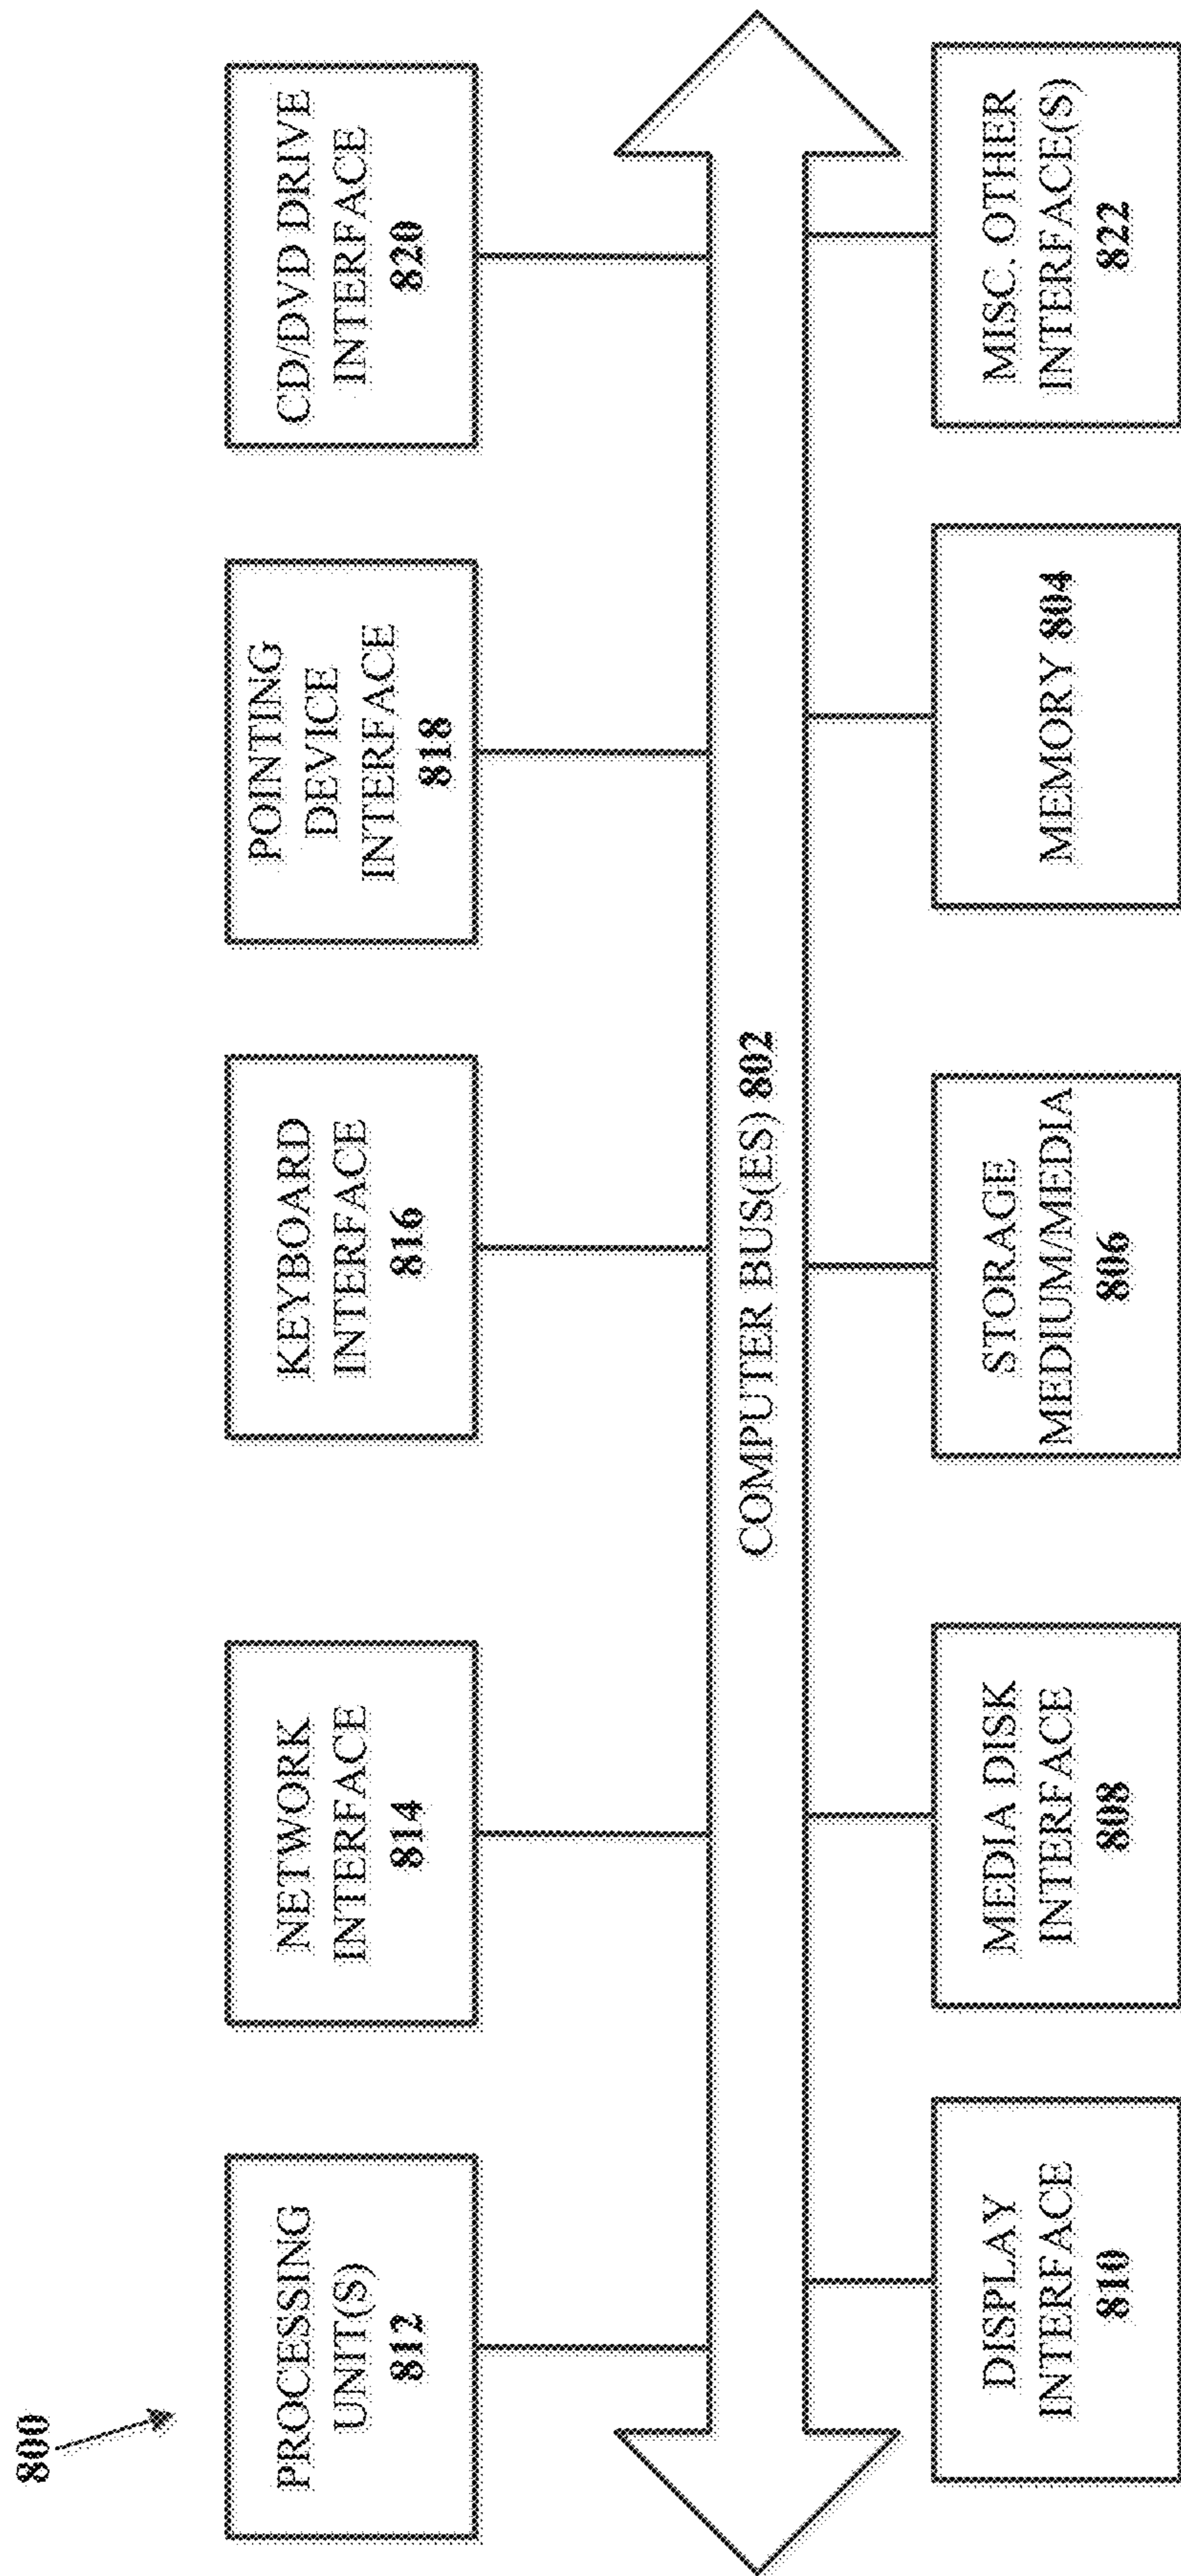 800
PROCESSING
UNIT(S)
812
NETWORK
INTERFACE
814
KEYBOARD
INTERFACE
816
POINTING
DEVICE
INTERFACE
818
CD/DVD DRIVE
INTERFACE
820
COMPUTER BUS(ES) 802
DISPLAY
INTERFACE
810
MEDIA DISK
INTERFACE
808
STORAGE
MEDIUM/MEDIA
806
MEMORY 804
MISC. OTHER
INTERFACE(S)
822